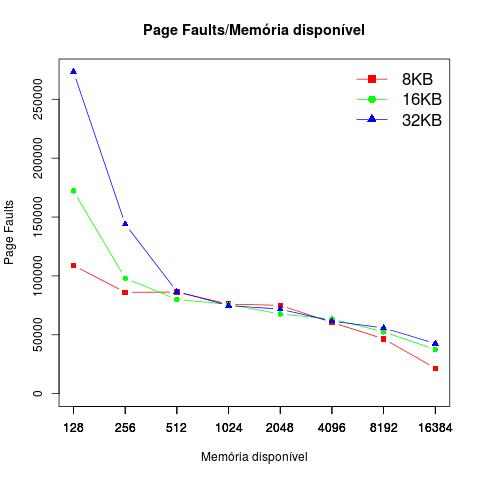 Page Faults/Memória disponível
8KB
16KB
32KB
Page Faults
250000
200000
150000
100000
50000
0
128 256 512 1024 2048 4096 8192 16384
Memória disponível